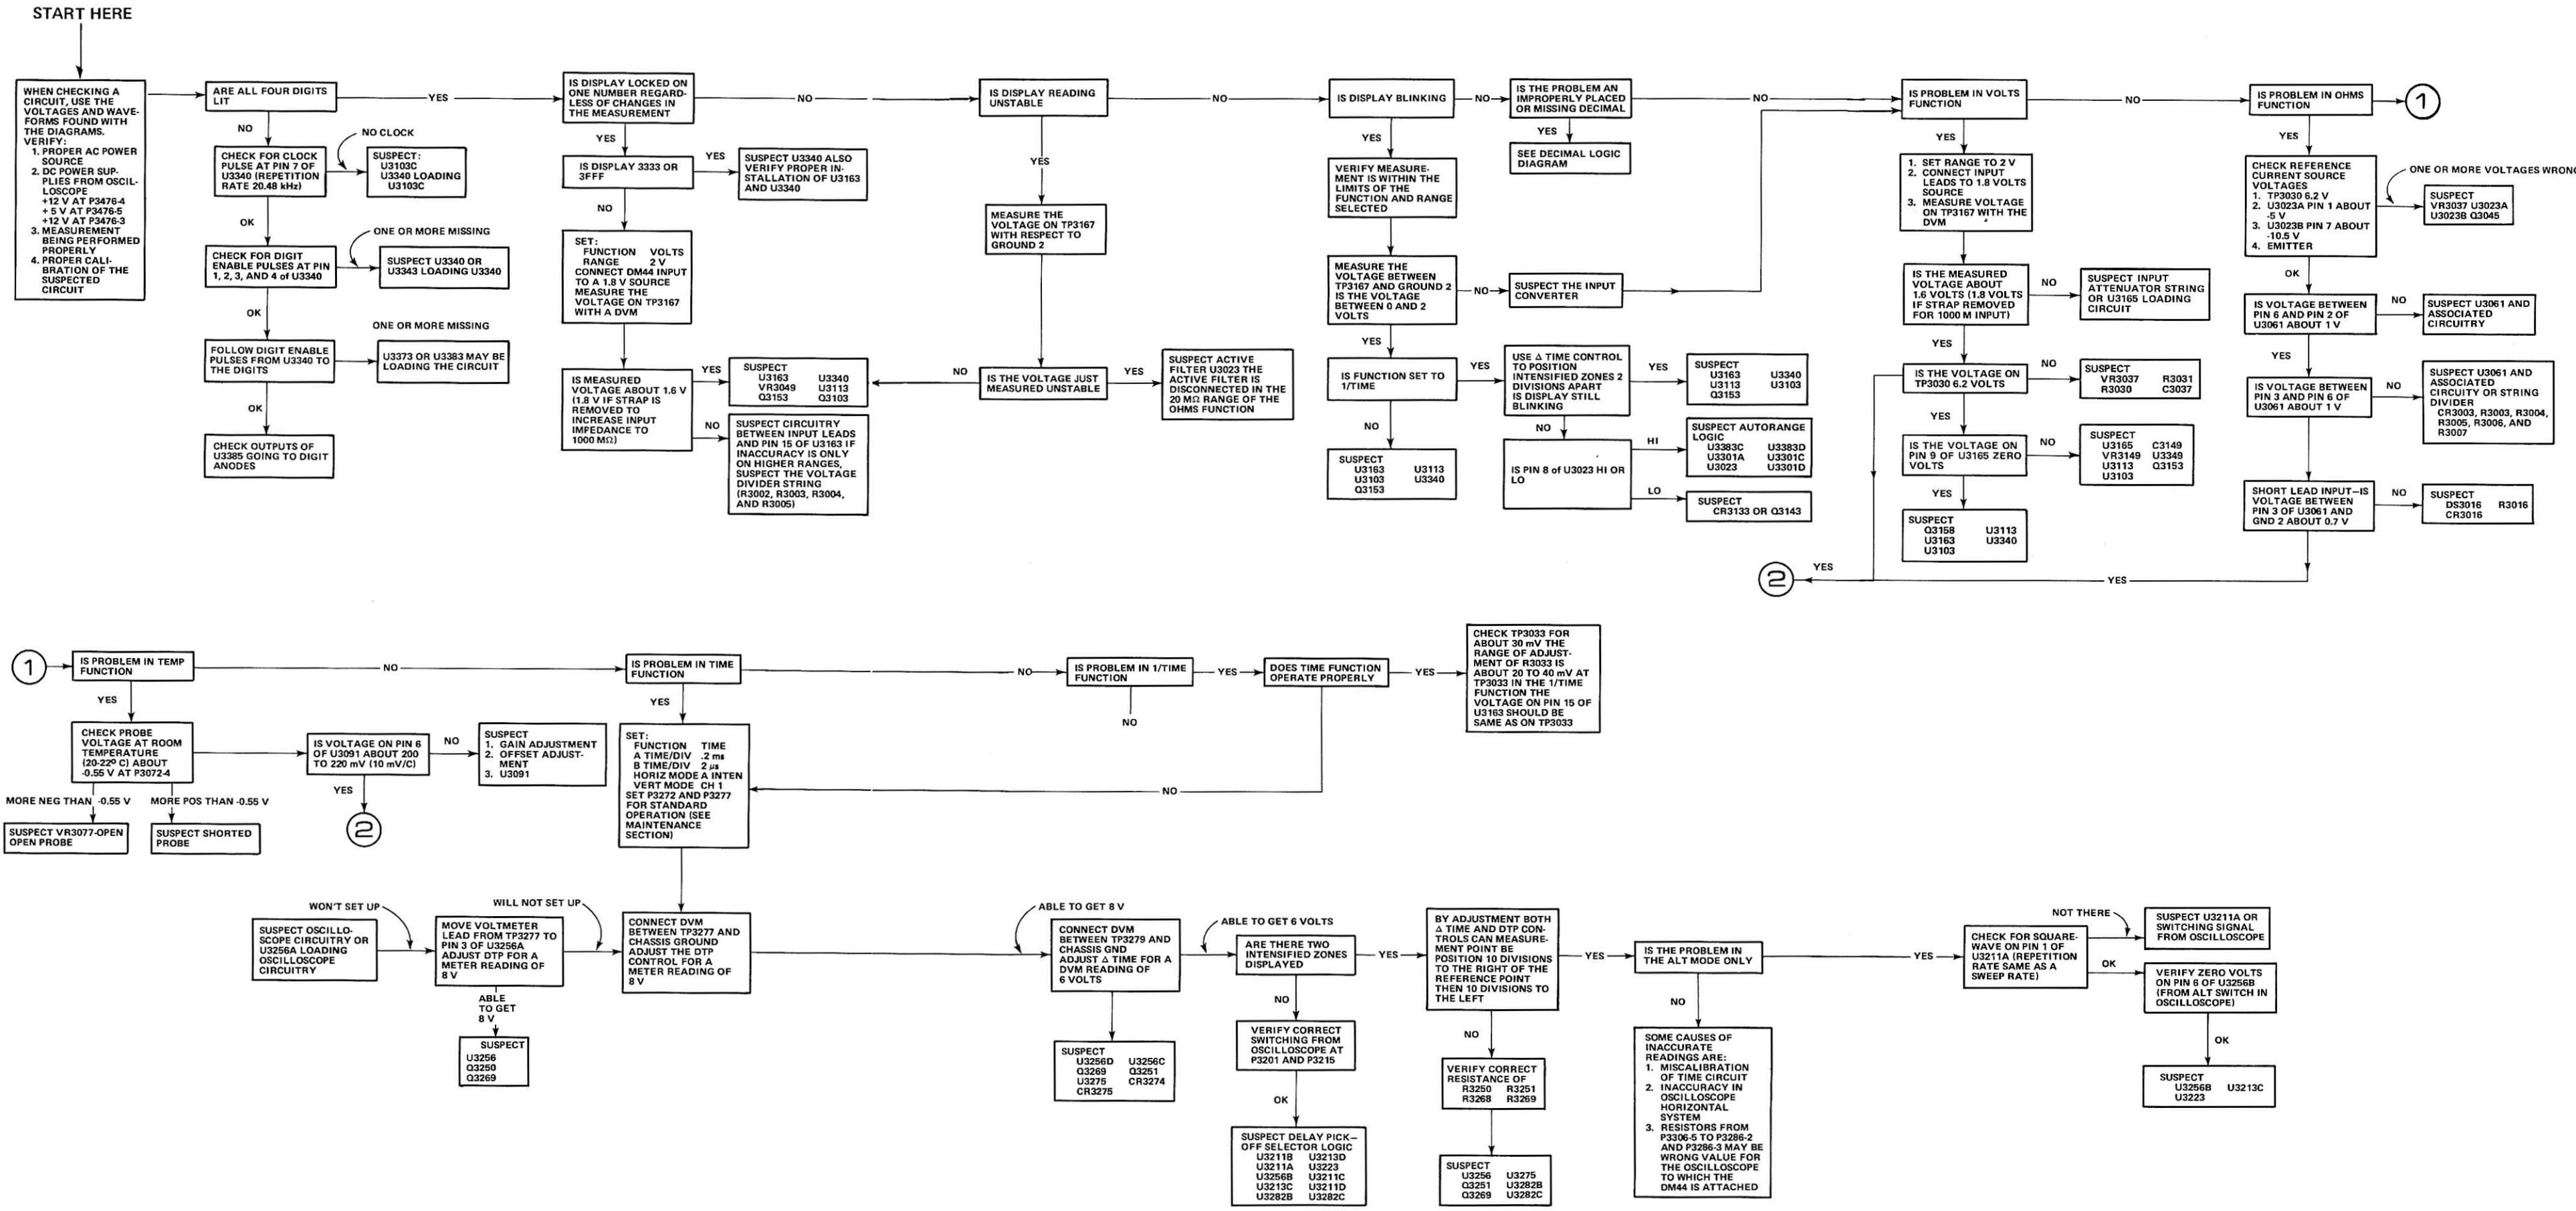 START HERE
WHEN CHECKING A
CIRCUIT, USE THE
VOLTAGES AND WAVE-
FORMS FOUND WITH
THE DIAGRAMS.
VERIFY:
1. PROPER AC POWER
SOURCE
2. DC POWER SUP-
PLIES FROM OSCIL-
LOSCOPE
+12 V AT P3476-4
+ 5 V AT P3476-5
+12 V AT P3476-3
3. MEASUREMENT
BEING PERFORMED
PROPERLY
4. PROPER CALI-
BRATION OF THE
SUSPECTED
CIRCUIT
ARE ALL FOUR DIGITS
LIT
YES
NO
NO CLOCK
CHECK FOR CLOCK
PULSE AT PIN 7 OF
U3340 (REPETITION
RATE 20.48 kHz)
SUSPECT:
U3103C
U3340 LOADING
U3103C
OK
ONE OR MORE MISSING
CHECK FOR DIGIT
ENABLE PULSES AT PIN
1, 2, 3, AND 4 of U3340
SUSPECT U3340 OR
U3343 LOADING U3340
OK
ONE OR MORE MISSING
FOLLOW DIGIT ENABLE
PULSES FROM U3340 TO
THE DIGITS
U3373 OR U3383 MAY BE
LOADING THE CIRCUIT
OK
CHECK OUTPUTS OF
U3385 GOING TO DIGIT
ANODES
IS DISPLAY LOCKED ON
ONE NUMBER REGARD-
LESS OF CHANGES IN
THE MEASUREMENT
NO
YES
IS DISPLAY 3333 OR
3FFF
YES
SUSPECT U3340 ALSO
VERIFY PROPER IN-
STALLATION OF U3163
AND U3340
NO
SET:
FUNCTION VOLTS
RANGE 2 V
CONNECT DM44 INPUT
TO A 1.8 V SOURCE
MEASURE THE
VOLTAGE ON TP3167
WITH A DVM
IS MEASURED
VOLTAGE ABOUT 1.6 V
(1.8 V IF STRAP IS
REMOVED TO
INCREASE INPUT
IMPEDANCE TO
1000 MΩ)
YES
SUSPECT
U3163 U3340
VR3049 U3113
Q3153 Q3103
NO
SUSPECT CIRCUITRY
BETWEEN INPUT LEADS
AND PIN 15 OF U3163 IF
INACCURACY IS ONLY
ON HIGHER RANGES,
SUSPECT THE VOLTAGE
DIVIDER STRING
(R3002, R3003, R3004,
AND R3005)
IS DISPLAY READING
UNSTABLE
NO
YES
MEASURE THE
VOLTAGE ON TP3167
WITH RESPECT TO
GROUND 2
NO
IS THE VOLTAGE JUST
MEASURED UNSTABLE
YES
SUSPECT ACTIVE
FILTER U3023 THE
ACTIVE FILTER IS
DISCONNECTED IN THE
20 MΩ RANGE OF THE
OHMS FUNCTION
IS DISPLAY BLINKING
NO
YES
VERIFY MEASURE-
MENT IS WITHIN THE
LIMITS OF THE
FUNCTION AND RANGE
SELECTED
MEASURE THE
VOLTAGE BETWEEN
TP3167 AND GROUND 2
IS THE VOLTAGE
BETWEEN 0 AND 2
VOLTS
NO
SUSPECT THE INPUT
CONVERTER
YES
IS FUNCTION SET TO
1/TIME
YES
USE Δ TIME CONTROL
TO POSITION
INTENSIFIED ZONES 2
DIVISIONS APART
IS DISPLAY STILL
BLINKING
YES
SUSPECT
U3163 U3340
U3113 U3103
Q3153
NO
SUSPECT
U3163 U3113
U3103 U3340
Q3153
NO
IS PIN 8 of U3023 HI OR
LO
HI
SUSPECT AUTORANGE
LOGIC
U3383C U3383D
U3301A U3301C
U3023 U3301D
LO
SUSPECT
CR3133 OR Q3143
IS THE PROBLEM AN
IMPROPERLY PLACED
OR MISSING DECIMAL
NO
YES
SEE DECIMAL LOGIC
DIAGRAM
IS PROBLEM IN VOLTS
FUNCTION
NO
YES
1. SET RANGE TO 2 V
2. CONNECT INPUT
LEADS TO 1.8 VOLTS
SOURCE
3. MEASURE VOLTAGE
ON TP3167 WITH THE
DVM
IS THE MEASURED
VOLTAGE ABOUT
1.6 VOLTS (1.8 VOLTS
IF STRAP REMOVED
FOR 1000 M INPUT)
NO
SUSPECT INPUT
ATTENUATOR STRING
OR U3165 LOADING
CIRCUIT
YES
IS THE VOLTAGE ON
TP3030 6.2 VOLTS
NO
SUSPECT
VR3037 R3031
R3030 C3037
YES
IS THE VOLTAGE ON
PIN 9 OF U3165 ZERO
VOLTS
NO
SUSPECT
U3165 C3149
VR3149 U3349
U3113 Q3153
U3103
YES
SUSPECT
Q3158 U3113
U3163 U3340
U3103
IS PROBLEM IN OHMS
FUNCTION
1
YES
CHECK REFERENCE
CURRENT SOURCE
VOLTAGES
1. TP3030 6.2 V
2. U3023A PIN 1 ABOUT
-5 V
3. U3023B PIN 7 ABOUT
-10.5 V
4. EMITTER
ONE OR MORE VOLTAGES WRONG
SUSPECT
VR3037 U3023A
U3023B Q3045
OK
IS VOLTAGE BETWEEN
PIN 6 AND PIN 2 OF
U3061 ABOUT 1 V
NO
SUSPECT U3061 AND
ASSOCIATED
CIRCUITRY
YES
IS VOLTAGE BETWEEN
PIN 3 AND PIN 6 OF
U3061 ABOUT 1 V
NO
SUSPECT U3061 AND
ASSOCIATED
CIRCUITY OR STRING
DIVIDER
CR3003, R3003, R3004,
R3005, R3006, AND
R3007
SHORT LEAD INPUT—IS
VOLTAGE BETWEEN
PIN 3 OF U3061 AND
GND 2 ABOUT 0.7 V
NO
SUSPECT
DS3016 R3016
CR3016
2
YES
YES
1
IS PROBLEM IN TEMP
FUNCTION
NO
YES
CHECK PROBE
VOLTAGE AT ROOM
TEMPERATURE
(20-22° C) ABOUT
-0.55 V AT P3072-4
MORE NEG THAN -0.55 V
MORE POS THAN -0.55 V
SUSPECT VR3077-OPEN
OPEN PROBE
SUSPECT SHORTED
PROBE
IS VOLTAGE ON PIN 6
OF U3091 ABOUT 200
TO 220 mV (10 mV/C)
NO
SUSPECT
1. GAIN ADJUSTMENT
2. OFFSET ADJUST-
MENT
3. U3091
YES
2
IS PROBLEM IN TIME
FUNCTION
NO
YES
SET:
FUNCTION TIME
A TIME/DIV .2 ms
B TIME/DIV 2 µs
HORIZ MODE A INTEN
VERT MODE CH 1
SET P3272 AND P3277
FOR STANDARD
OPERATION (SEE
MAINTENANCE
SECTION)
IS PROBLEM IN 1/TIME
FUNCTION
YES
NO
DOES TIME FUNCTION
OPERATE PROPERLY
YES
NO
CHECK TP3033 FOR
ABOUT 30 mV THE
RANGE OF ADJUST-
MENT OF R3033 IS
ABOUT 20 TO 40 mV AT
TP3033 IN THE 1/TIME
FUNCTION THE
VOLTAGE ON PIN 15 OF
U3163 SHOULD BE
SAME AS ON TP3033
WON'T SET UP
SUSPECT OSCILLO-
SCOPE CIRCUITRY OR
U3256A LOADING
OSCILLOSCOPE
CIRCUITRY
WILL NOT SET UP
MOVE VOLTMETER
LEAD FROM TP3277 TO
PIN 3 OF U3256A
ADJUST DTP FOR A
METER READING OF
8 V
ABLE
TO GET
8 V
SUSPECT
U3256
Q3250
Q3269
CONNECT DVM
BETWEEN TP3277 AND
CHASSIS GROUND
ADJUST THE DTP
CONTROL FOR A
METER READING OF
8 V
ABLE TO GET 8 V
CONNECT DVM
BETWEEN TP3279 AND
CHASSIS GND
ADJUST Δ TIME FOR A
DVM READING OF
6 VOLTS
SUSPECT
U3256D U3256C
Q3269 Q3251
U3275 CR3274
CR3275
ABLE TO GET 6 VOLTS
ARE THERE TWO
INTENSIFIED ZONES
DISPLAYED
YES
NO
VERIFY CORRECT
SWITCHING FROM
OSCILLOSCOPE AT
P3201 AND P3215
OK
SUSPECT DELAY PICK—
OFF SELECTOR LOGIC
U3211B U3213D
U3211A U3223
U3256B U3211C
U3213C U3211D
U3282B U3282C
BY ADJUSTMENT BOTH
Δ TIME AND DTP CON-
TROLS CAN MEASURE-
MENT POINT BE
POSITION 10 DIVISIONS
TO THE RIGHT OF THE
REFERENCE POINT
THEN 10 DIVISIONS TO
THE LEFT
YES
NO
VERIFY CORRECT
RESISTANCE OF
R3250 R3251
R3268 R3269
SUSPECT
U3256 U3275
Q3251 U3282B
Q3269 U3282C
IS THE PROBLEM IN
THE ALT MODE ONLY
YES
NO
SOME CAUSES OF
INACCURATE
READINGS ARE:
1. MISCALIBRATION
OF TIME CIRCUIT
2. INACCURACY IN
OSCILLOSCOPE
HORIZONTAL
SYSTEM
3. RESISTORS FROM
P3306-5 TO P3286-2
AND P3286-3 MAY BE
WRONG VALUE FOR
THE OSCILLOSCOPE
TO WHICH THE
DM44 IS ATTACHED
CHECK FOR SQUARE-
WAVE ON PIN 1 OF
U3211A (REPETITION
RATE SAME AS A
SWEEP RATE)
NOT THERE
SUSPECT U3211A OR
SWITCHING SIGNAL
FROM OSCILLOSCOPE
OK
VERIFY ZERO VOLTS
ON PIN 6 OF U3256B
(FROM ALT SWITCH IN
OSCILLOSCOPE)
OK
SUSPECT
U3256B U3213C
U3223